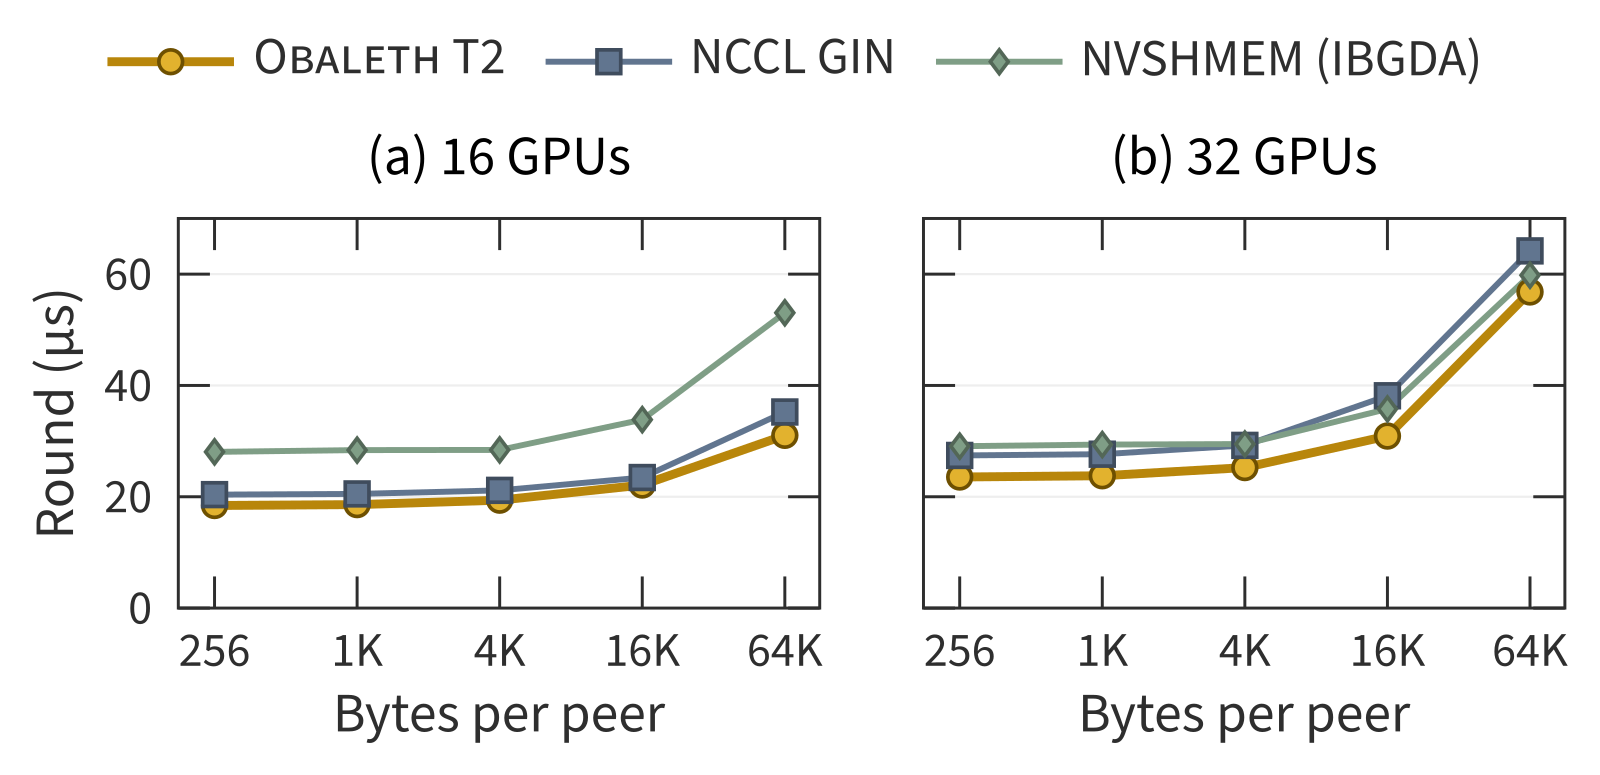 OBALETH T2 NCCL GIN NVSHMEM (IBGDA)
(a) 16 GPUs
(b) 32 GPUs
Round (µs)
60
40
20
0
256 1K 4K 16K 64K
256 1K 4K 16K 64K
Bytes per peer
Bytes per peer